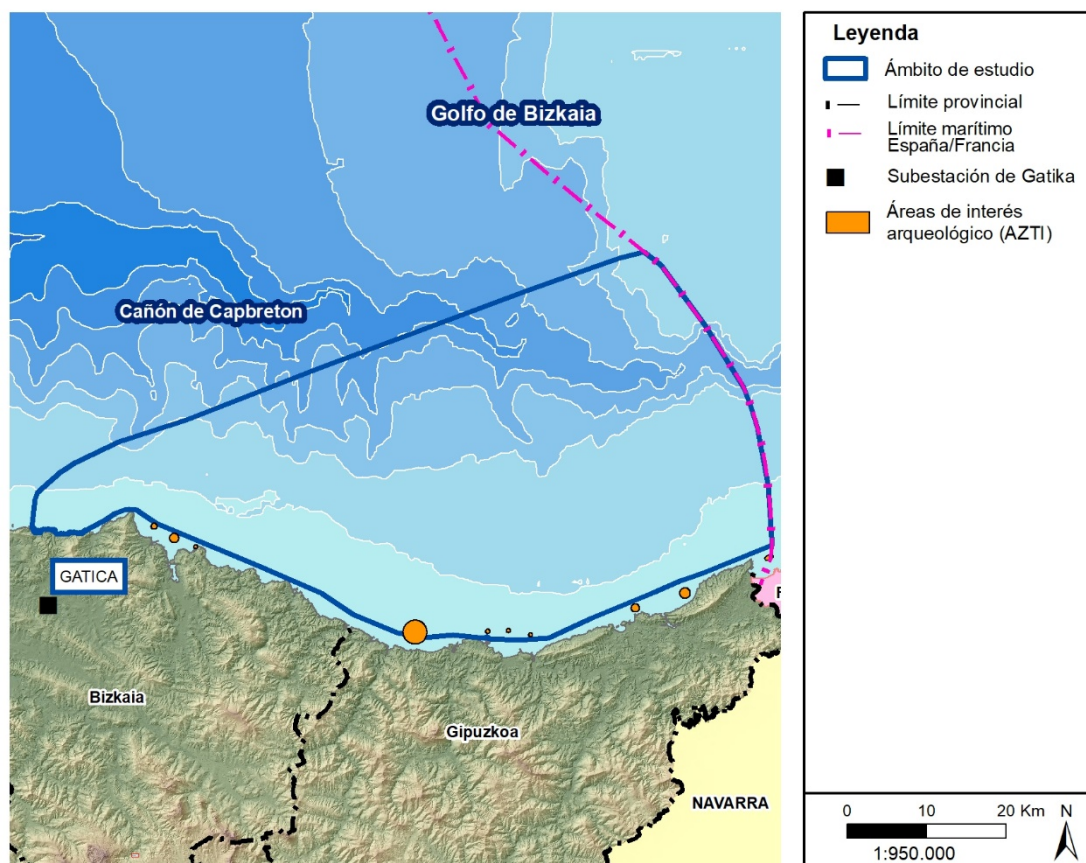 Golfo de Bizkaia
Cañón de Capbreton
GATICA
Bizkaia
Gipuzkoa
NAVARRA
F
Leyenda
Ámbito de estudio
Límite provincial
Límite marítimo
España/Francia
Subestación de Gatika
Áreas de interés
arqueológico (AZTI)
0 10 20 Km N
1:950.000